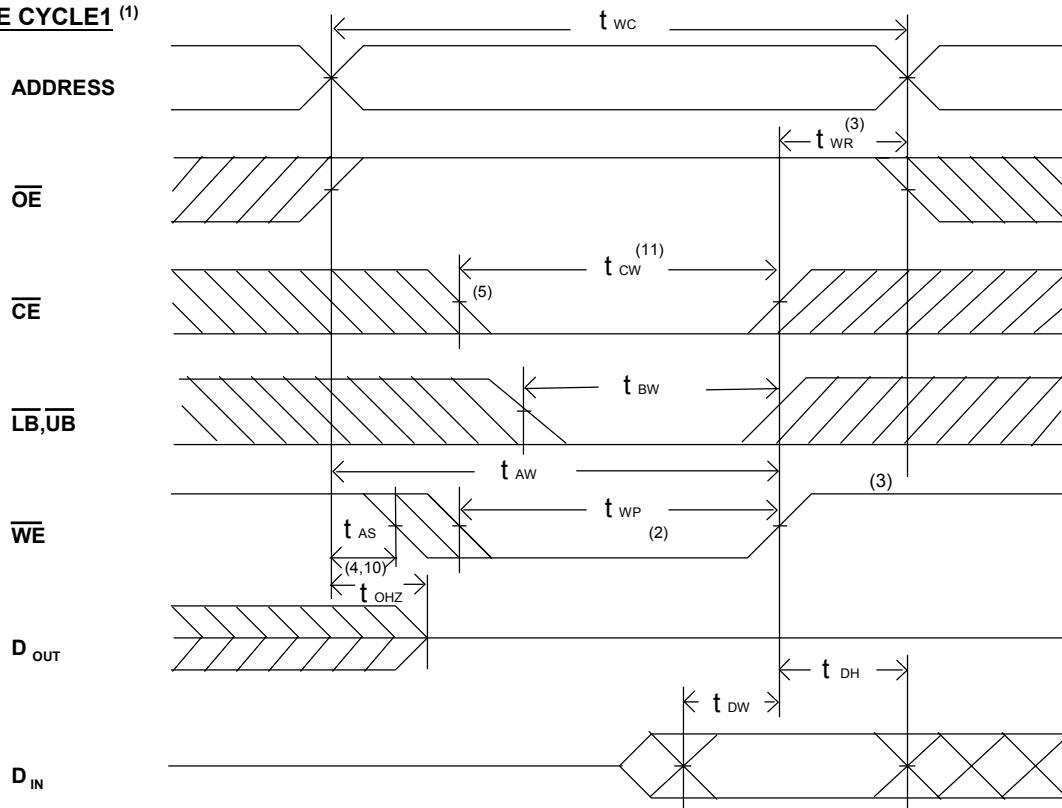 E CYCLE1 (1)
t WC
ADDRESS
t WR (3)
OE
t CW (11)
(5)
CE
t BW
LB,UB
t AW
(3)
t WP
(2)
WE
t AS
(4,10)
t OHZ
D OUT
t DH
t DW
D IN